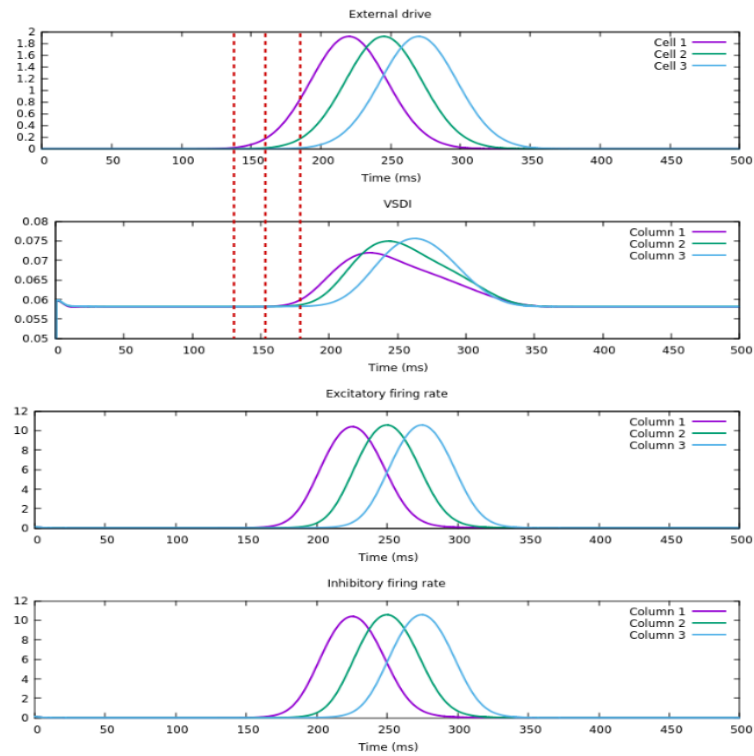 External drive
2
1.8
1.6
1.4
1.2
1
0.8
0.6
0.4
0.2
0
Cell 1
Cell 2
Cell 3
0 50 100 150 200 250 300 350 400 450 500
Time (ms)
VSDI
0.08
0.075
0.07
0.065
0.06
0.055
0.05
Column 1
Column 2
Column 3
0 50 100 150 200 250 300 350 400 450 500
Time (ms)
Excitatory firing rate
12
10
8
6
4
2
0
Column 1
Column 2
Column 3
0 50 100 150 200 250 300 350 400 450 500
Time (ms)
Inhibitory firing rate
12
10
8
6
4
2
0
Column 1
Column 2
Column 3
0 50 100 150 200 250 300 350 400 450 500
Time (ms)